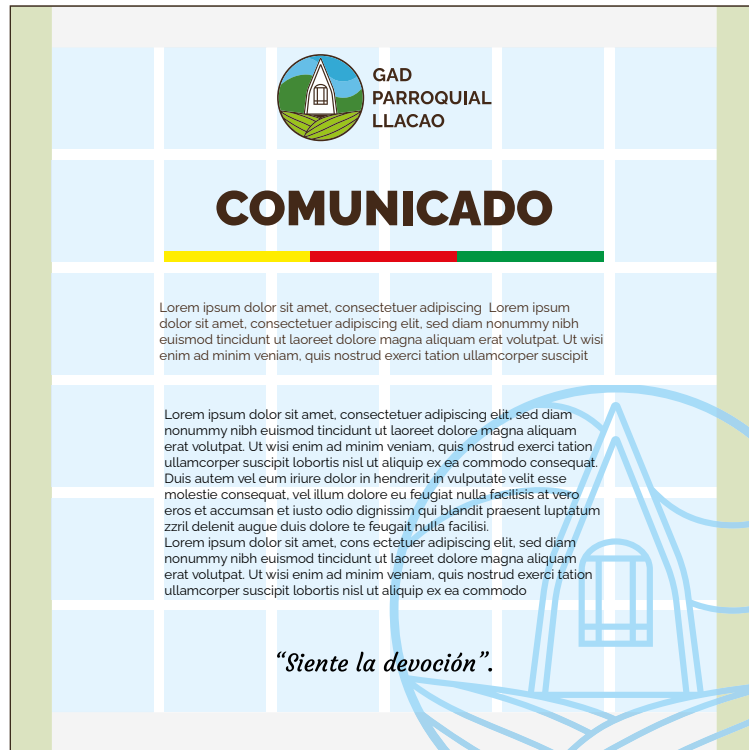 GAD
PARROQUIAL
LLACAO
COMUNICADO
Lorem ipsum dolor sit amet, consectetuer adipiscing  Lorem ipsum
dolor sit amet, consectetuer adipiscing elit, sed diam nonummy nibh
euismod tincidunt ut laoreet dolore magna aliquam erat volutpat. Ut wisi
enim ad minim veniam, quis nostrud exerci tation ullamcorper suscipit
Lorem ipsum dolor sit amet, consectetuer adipiscing elit, sed diam
nonummy nibh euismod tincidunt ut laoreet dolore magna aliquam
erat volutpat. Ut wisi enim ad minim veniam, quis nostrud exerci tation
ullamcorper suscipit lobortis nisl ut aliquip ex ea commodo consequat.
Duis autem vel eum iriure dolor in hendrerit in vulputate velit esse
molestie consequat, vel illum dolore eu feugiat nulla facilisis at vero
eros et accumsan et iusto odio dignissim qui blandit praesent luptatum
zzril delenit augue duis dolore te feugait nulla facilisi.
Lorem ipsum dolor sit amet, cons ectetuer adipiscing elit, sed diam
nonummy nibh euismod tincidunt ut laoreet dolore magna aliquam
erat volutpat. Ut wisi enim ad minim veniam, quis nostrud exerci tation
ullamcorper suscipit lobortis nisl ut aliquip ex ea commodo
“Siente la devoción”.